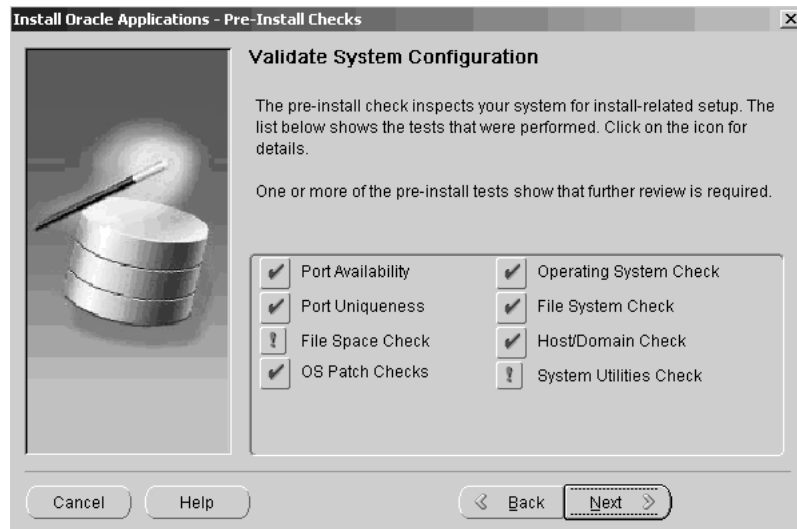 Install Oracle Applications - Pre-Install Checks
Validate System Configuration
The pre-install check inspects your system for install-related setup. The
list below shows the tests that were performed. Click on the icon for
details.
One or more of the pre-install tests show that further review is required.
Port Availability
Operating System Check
Port Uniqueness
File System Check
File Space Check
Host/Domain Check
OS Patch Checks
System Utilities Check
Cancel
Help
Back
Next